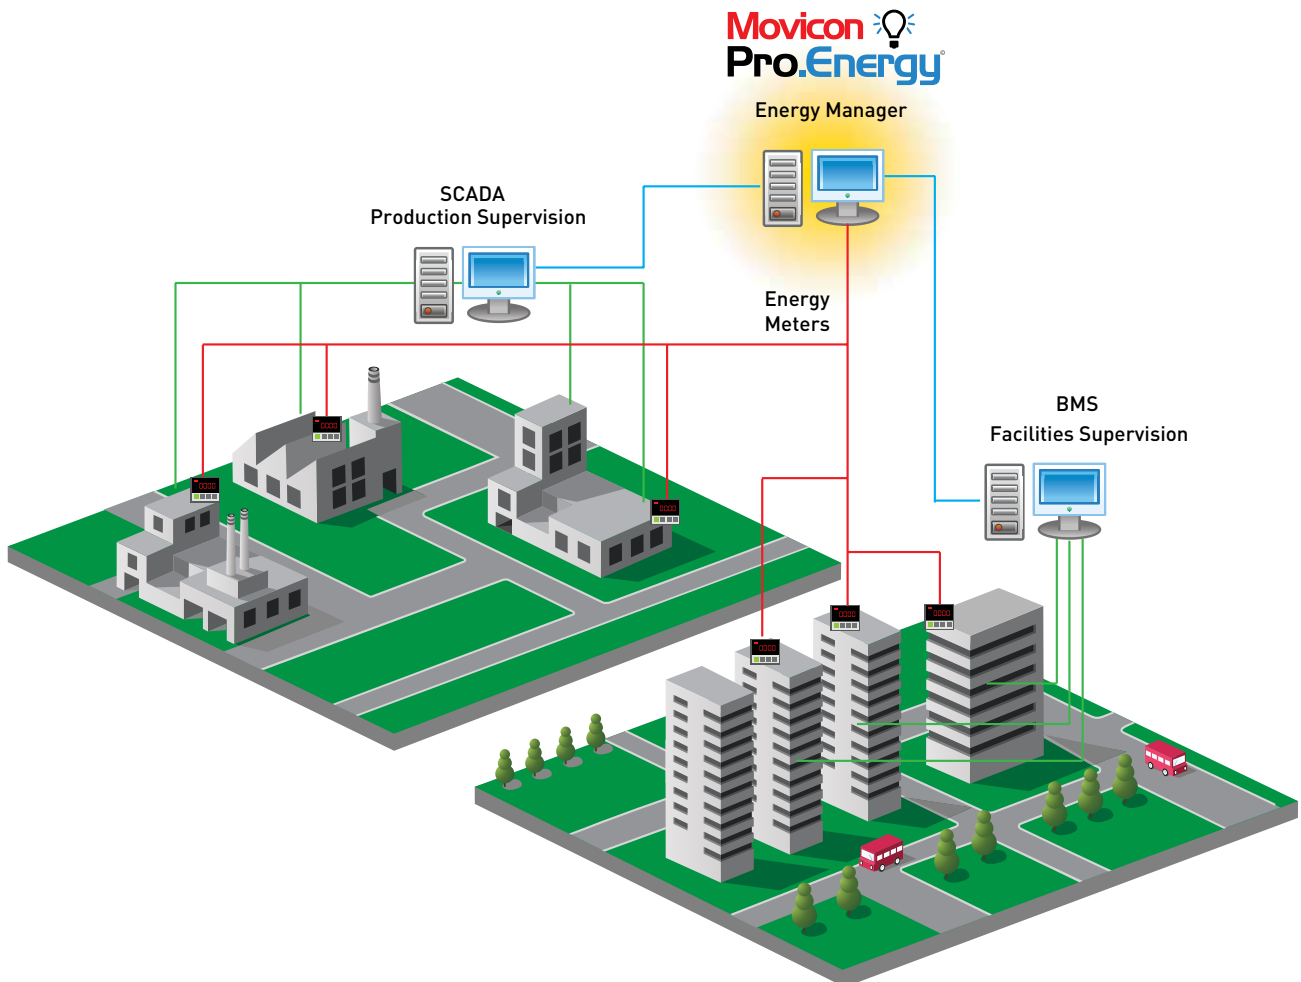 Movicon
Pro.Energy
Energy Manager
SCADA
Production Supervision
Energy
Meters
BMS
Facilities Supervision